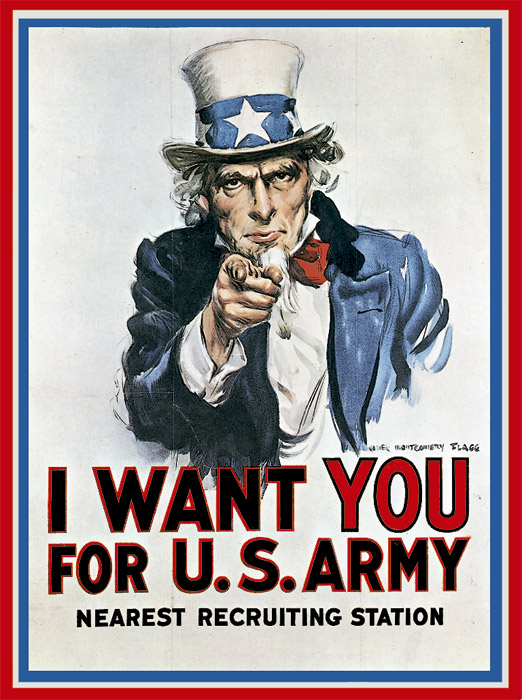 JAMES MONTGOMERY FLAGG
I WANT YOU
FOR U.S. ARMY
NEAREST RECRUITING STATION